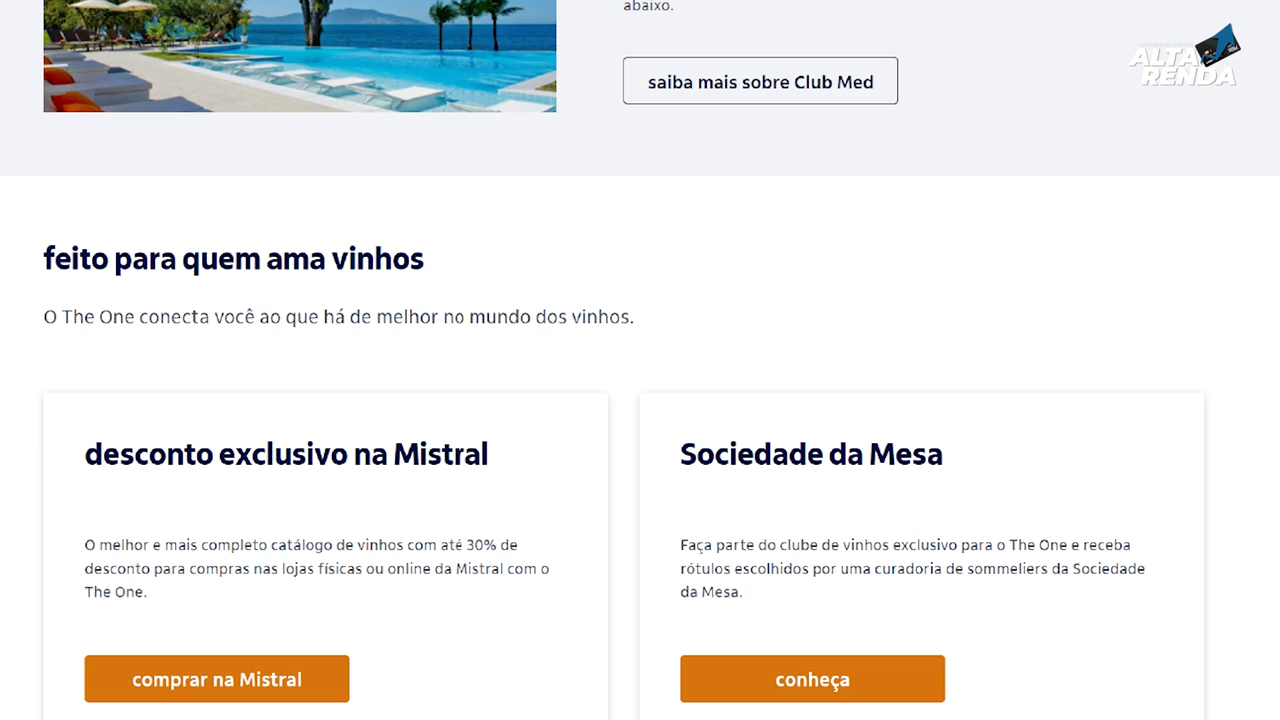 abaixo.
saiba mais sobre Club Med
ALTA
RENDA
feito para quem ama vinhos
O The One conecta você ao que há de melhor no mundo dos vinhos.
desconto exclusivo na Mistral
O melhor e mais completo catálogo de vinhos com até 30% de
desconto para compras nas lojas físicas ou online da Mistral com o
The One.
comprar na Mistral
Sociedade da Mesa
Faça parte do clube de vinhos exclusivo para o The One e receba
rótulos escolhidos por uma curadoria de sommeliers da Sociedade
da Mesa.
conheça